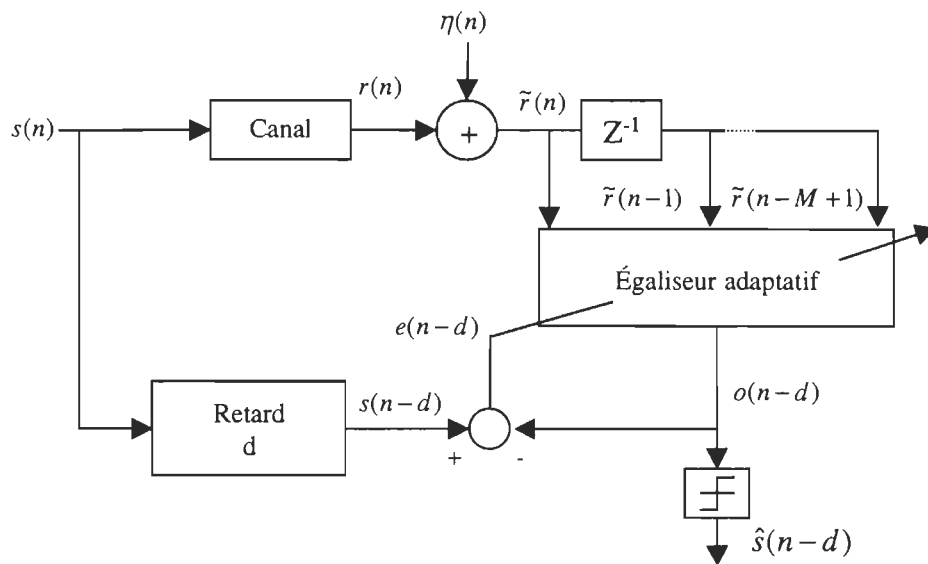 η(n)
r(n)
r̃(n)
s(n)
Canal
+
Z⁻¹
r̃(n−1)
r̃(n−M+1)
Égaliseur adaptatif
e(n−d)
Retard
d
s(n−d)
o(n−d)
+
-
ŝ(n−d)